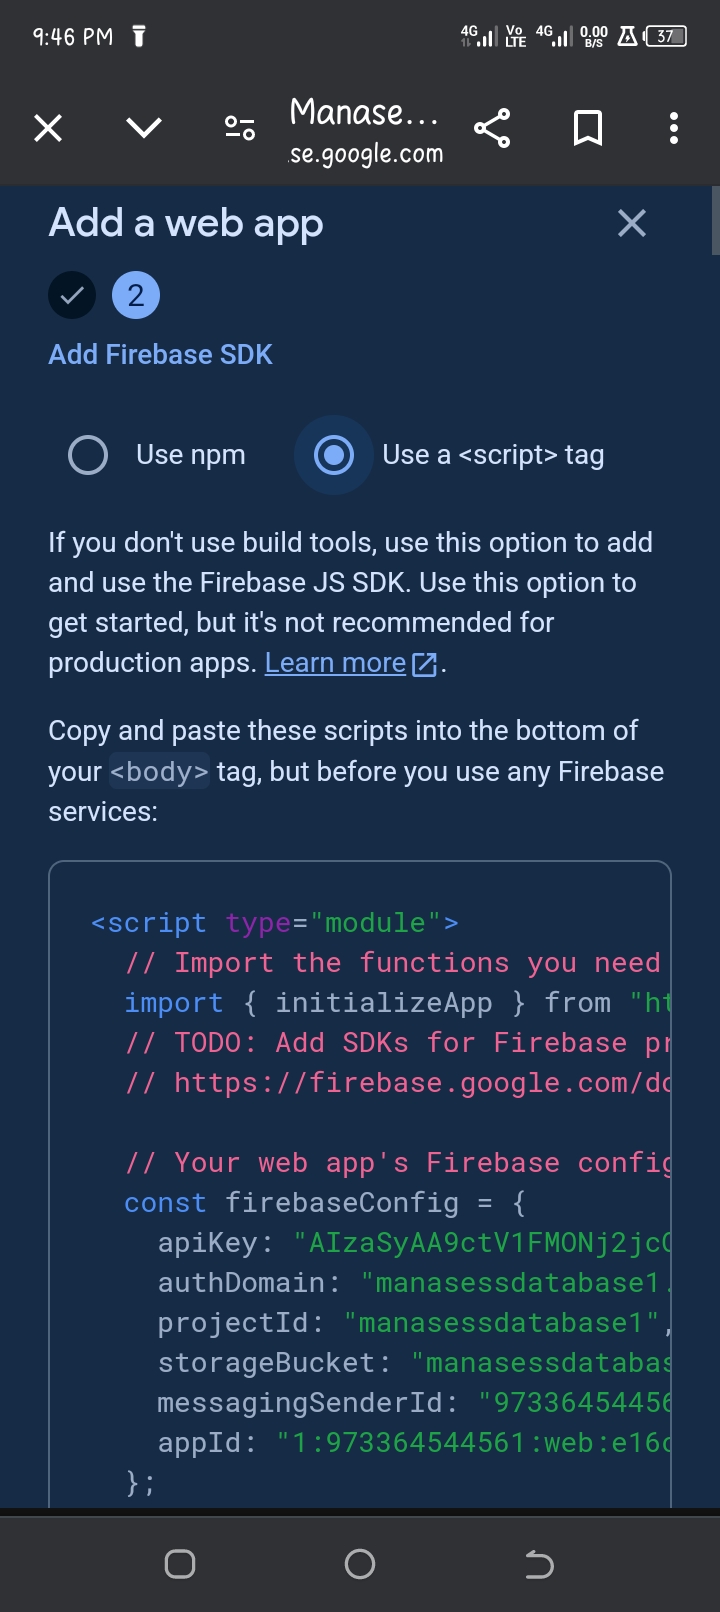 9:46 PM
4G Vo LTE 4G 0.00 B/S 37
Manase...
.se.google.com
Add a web app
2
Add Firebase SDK
Use npm
Use a <script> tag
If you don't use build tools, use this option to add
and use the Firebase JS SDK. Use this option to
get started, but it's not recommended for
production apps. Learn more.
Copy and paste these scripts into the bottom of
your <body> tag, but before you use any Firebase
services:
<script type="module">
// Import the functions you need
import { initializeApp } from "ht
// TODO: Add SDKs for Firebase pr
// https://firebase.google.com/do
// Your web app's Firebase config
const firebaseConfig = {
apiKey: "AIzaSyAA9ctV1FMONj2jc
authDomain: "manasessdatabase1.
projectId: "manasessdatabase1",
storageBucket: "manasessdatabas
messagingSenderId: "97336454456
appId: "1:973364544561:web:e16c
};